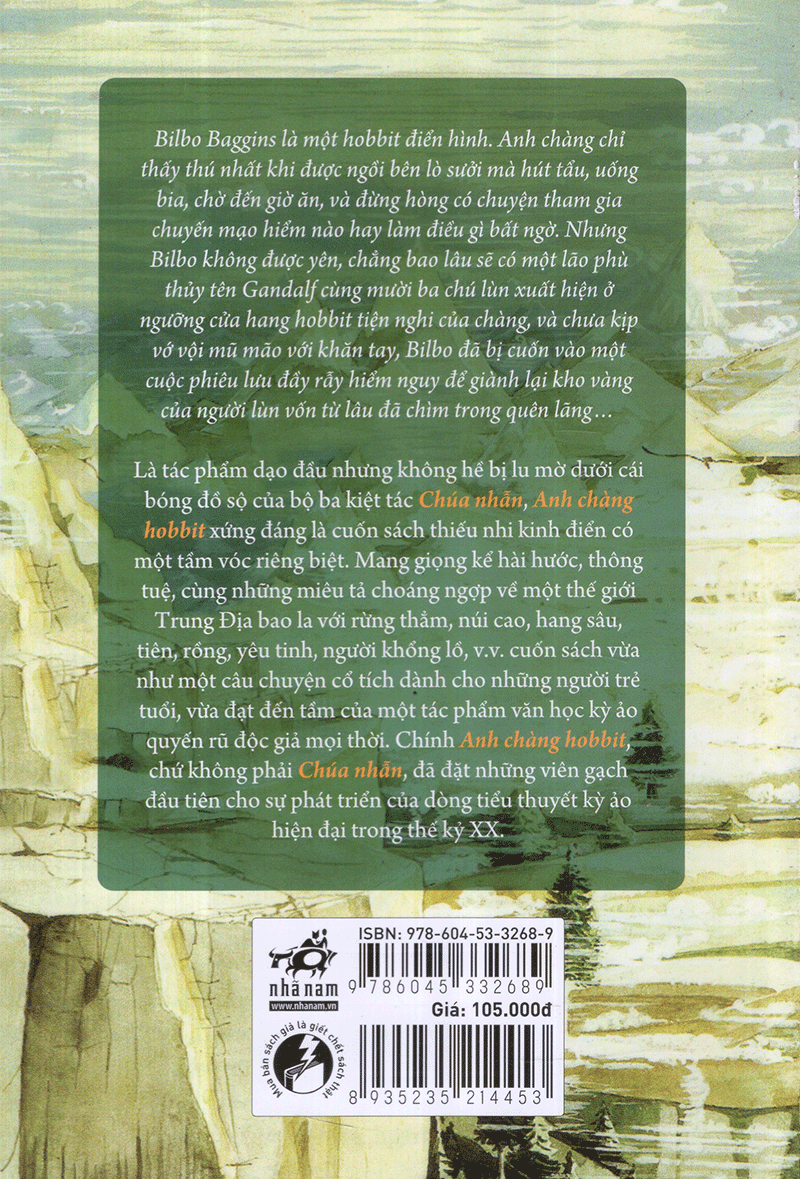 Bilbo Baggins là một hobbit điển hình. Anh chàng chỉ
thấy thú nhất khi được ngồi bên lò sưởi mà hút tẩu, uống
bia, chờ đến giờ ăn, và đừng hòng có chuyện tham gia
chuyến mạo hiểm nào hay làm điều gì bất ngờ. Nhưng
Bilbo không được yên, chẳng bao lâu sẽ có một lão phù
thủy tên Gandalf cùng mười ba chú lùn xuất hiện ở
ngưỡng cửa hang hobbit tiện nghi của chàng, và chưa kịp
vớ vội mũ mão với khăn tay, Bilbo đã bị cuốn vào một
cuộc phiêu lưu đầy rẫy hiểm nguy để giành lại kho vàng
của người lùn vốn từ lâu đã chìm trong quên lãng...
Là tác phẩm dạo đầu nhưng không hề bị lu mờ dưới cái
bóng đồ sộ của bộ ba kiệt tác Chúa nhẫn, Anh chàng
hobbit xứng đáng là cuốn sách thiếu nhi kinh điển có
một tầm vóc riêng biệt. Mang giọng kể hài hước, thông
tuệ, cùng những miêu tả choáng ngợp về một thế giới
Trung Địa bao la với rừng thẳm, núi cao, hang sâu,
tiên, rồng, yêu tinh, người khổng lồ, v.v. cuốn sách vừa
như một câu chuyện cổ tích dành cho những người trẻ
tuổi, vừa đạt đến tầm của một tác phẩm văn học kỳ ảo
quyến rũ độc giả mọi thời. Chính Anh chàng hobbit,
chứ không phải Chúa nhẫn, đã đặt những viên gạch
đầu tiên cho sự phát triển của dòng tiểu thuyết kỳ ảo
hiện đại trong thế kỷ XX.
ISBN: 978-604-53-3268-9
9 786045 332689
nhã nam
www.nhanam.vn
Giá: 105.000đ
Mua bán sách giả là giết chết sách thật
8 935235 214453